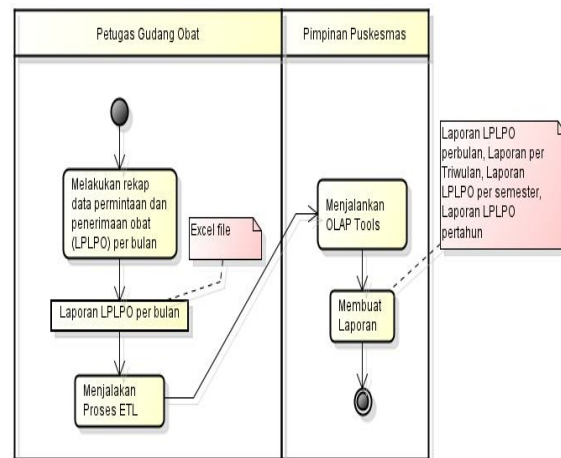 Petugas Gudang Obat
Pimpinan Puskesmas
Melakukan rekap
data permintaan dan
penerimaan obat
(LPLPO) per bulan
Excel file
Laporan LPLPO per bulan
Menjalakan
Proses ETL
Menjalankan
OLAP Tools
Membuat
Laporan
Laporan LPLPO
perbulan, Laporan per
Triwulan, Laporan
LPLPO per semester,
Laporan LPLPO
pertahun